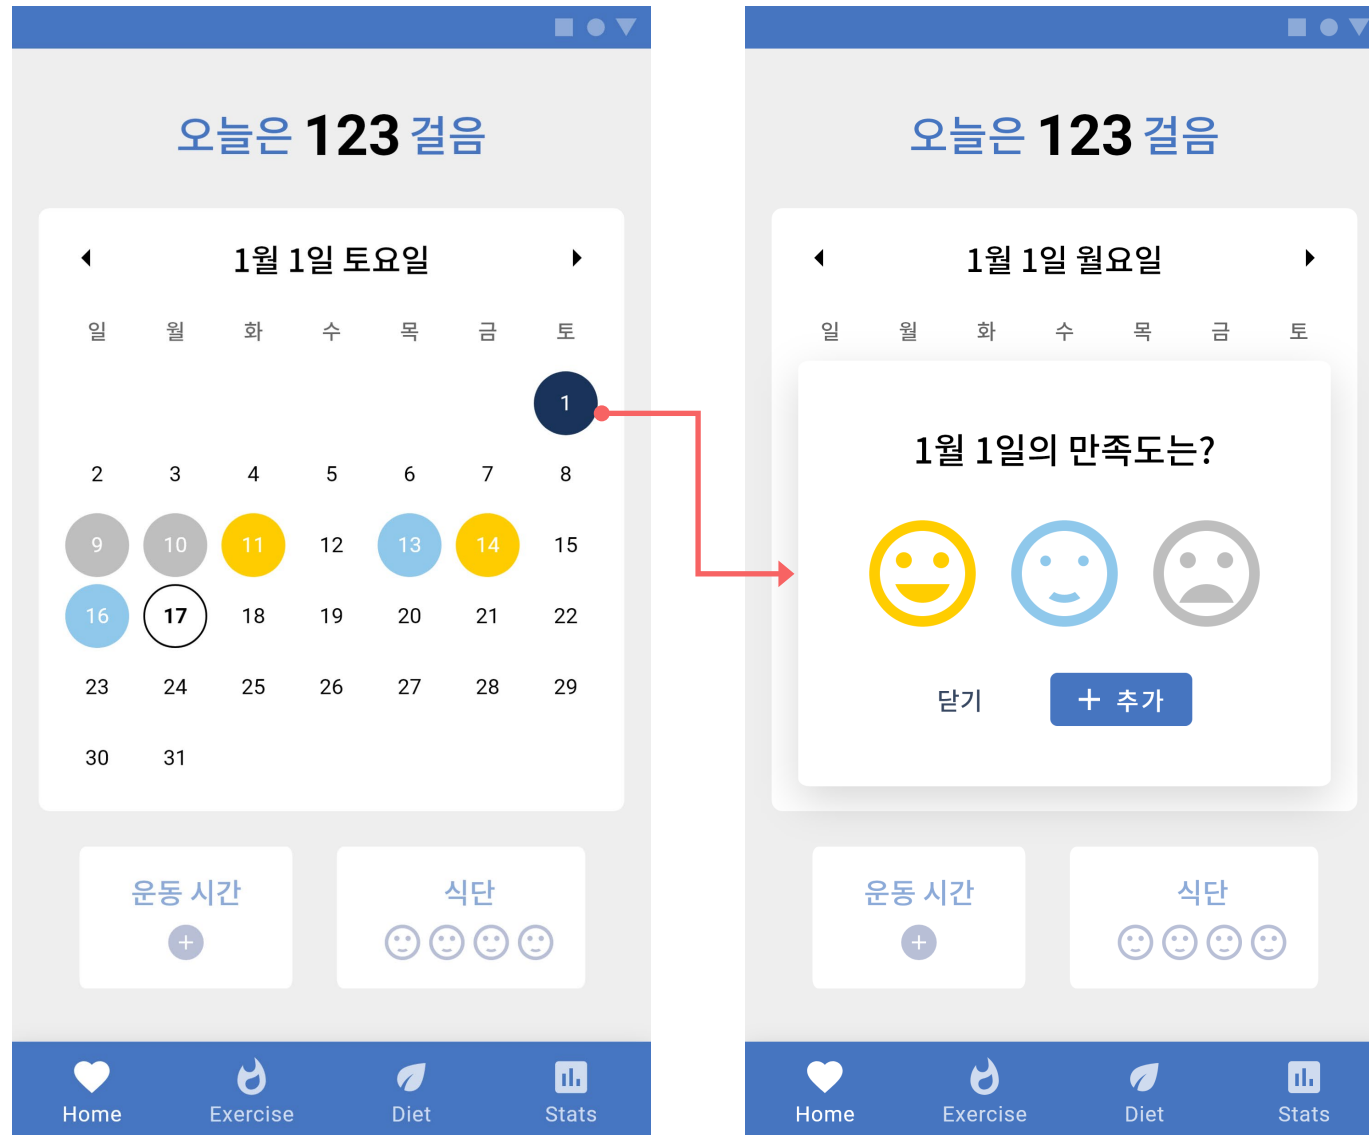 오늘은 123 걸음
1월 1일 토요일
일 월 화 수 목 금 토
1
2 3 4 5 6 7 8
9 10 11 12 13 14 15
16 17 18 19 20 21 22
23 24 25 26 27 28 29
30 31
운동 시간 식단
Home Exercise Diet Stats
오늘은 123 걸음
1월 1일 월요일
일 월 화 수 목 금 토
1월 1일의 만족도는?
닫기 + 추가
운동 시간 식단
Home Exercise Diet Stats